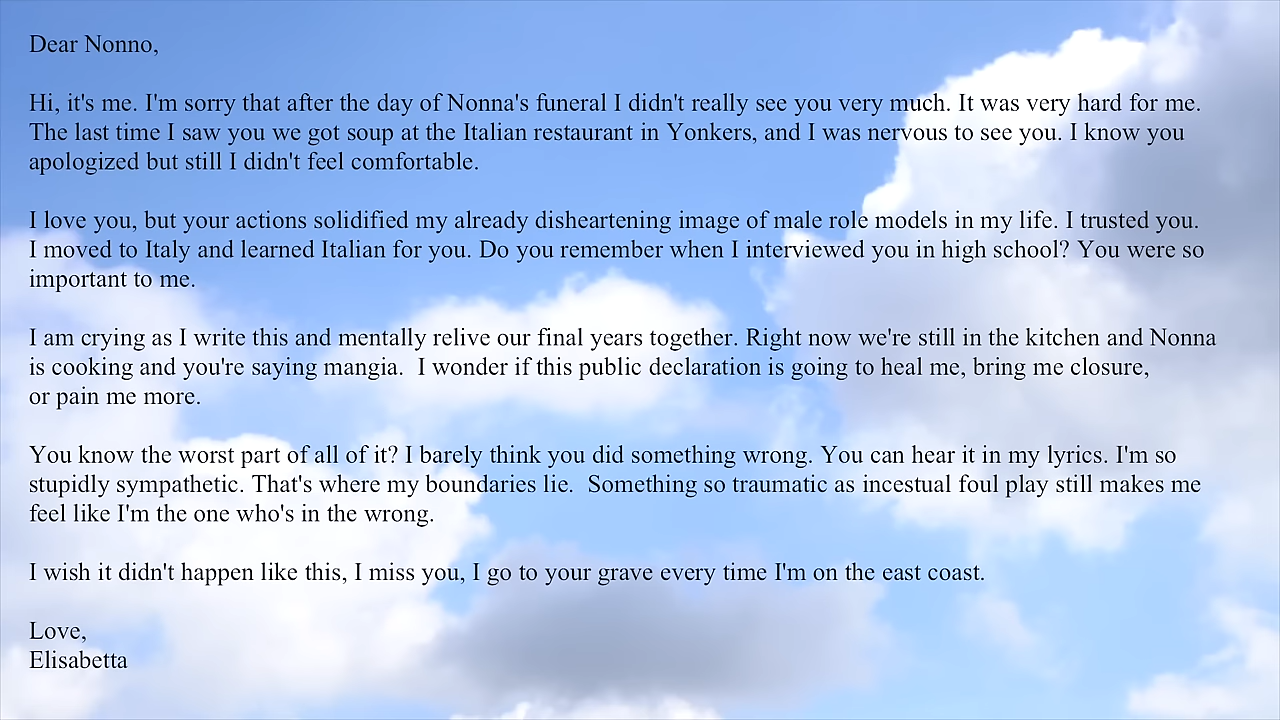 Dear Nonno,
Hi, it's me. I'm sorry that after the day of Nonna's funeral I didn't really see you very much. It was very hard for me.
The last time I saw you we got soup at the Italian restaurant in Yonkers, and I was nervous to see you. I know you
apologized but still I didn't feel comfortable.
I love you, but your actions solidified my already disheartening image of male role models in my life. I trusted you.
I moved to Italy and learned Italian for you. Do you remember when I interviewed you in high school? You were so
important to me.
I am crying as I write this and mentally relive our final years together. Right now we're still in the kitchen and Nonna
is cooking and you're saying mangia.  I wonder if this public declaration is going to heal me, bring me closure,
or pain me more.
You know the worst part of all of it? I barely think you did something wrong. You can hear it in my lyrics. I'm so
stupidly sympathetic. That's where my boundaries lie.  Something so traumatic as incestual foul play still makes me
feel like I'm the one who's in the wrong.
I wish it didn't happen like this, I miss you, I go to your grave every time I'm on the east coast.
Love,
Elisabetta